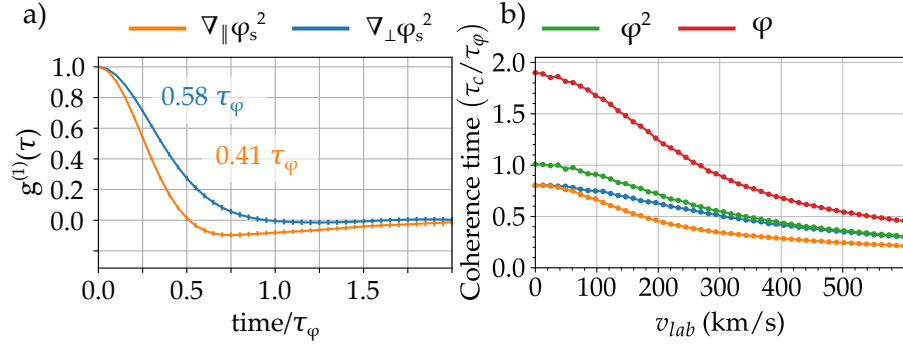 a)
∇∥φs² ∇⊥φs²
1.0
0.8
0.6
0.4
0.2
0.0
g⁽¹⁾(τ)
0.58 τφ
0.41 τφ
0.0 0.5 1.0 1.5 2.0
time/τφ
b)
φ² φ
2.0
1.5
1.0
0.5
0.0
Coherence time (τc/τφ)
0 100 200 300 400 500
vlab (km/s)